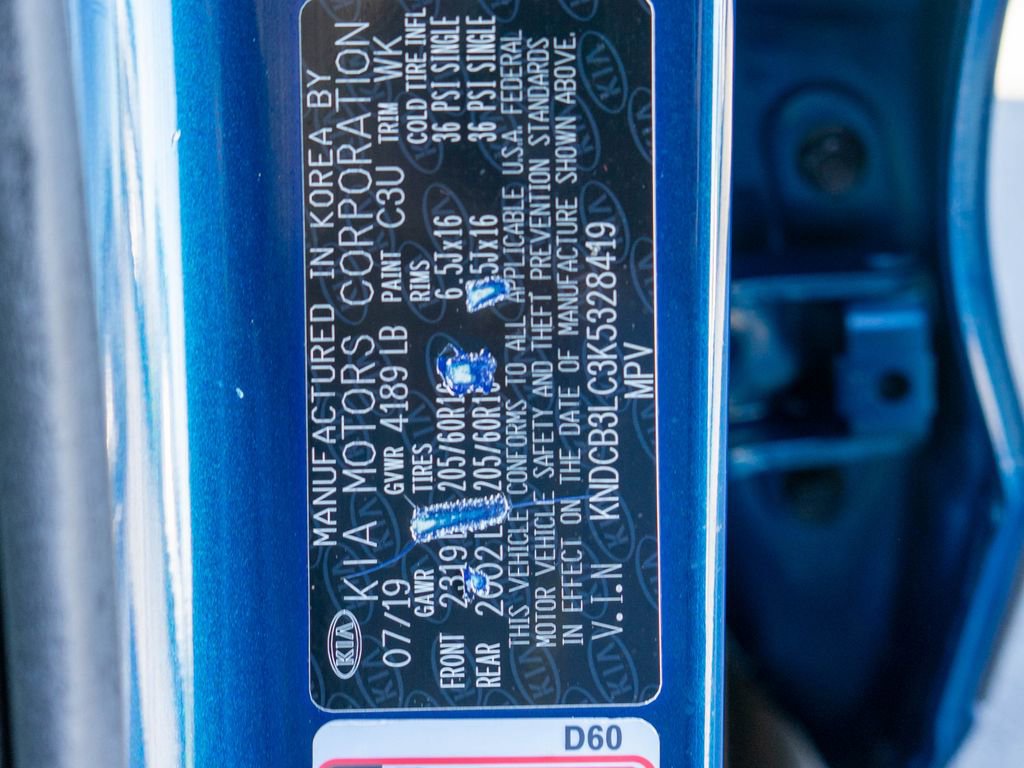 MANUFACTURED IN KOREA BY
KIA KIA MOTORS CORPORATION
07/19 GVWR 4189 LB PAINT C3U TRIM WK
GAWR TIRES RIMS COLD TIRE INFL
FRONT 2319 L 205/60R16 6.5Jx16 36 PSI SINGLE
REAR 2062 L 205/60R16 .5Jx16 36 PSI SINGLE
THIS VEHICLE CONFORMS TO ALL APPLICABLE U.S.A. FEDERAL
MOTOR VEHICLE SAFETY AND THEFT PREVENTION STANDARDS
IN EFFECT ON THE DATE OF MANUFACTURE SHOWN ABOVE.
V.I.N KNDCB3LC3K5328419
MPV
D60